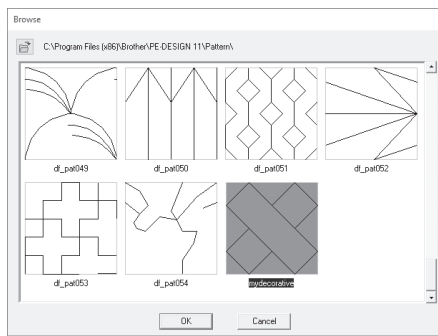 Browse
C:\Program Files (x86)\Brother\PE-DESIGN 11\Pattern\
df_pat049 df_pat050 df_pat051 df_pat052
df_pat053 df_pat054 mydecorative
OK Cancel